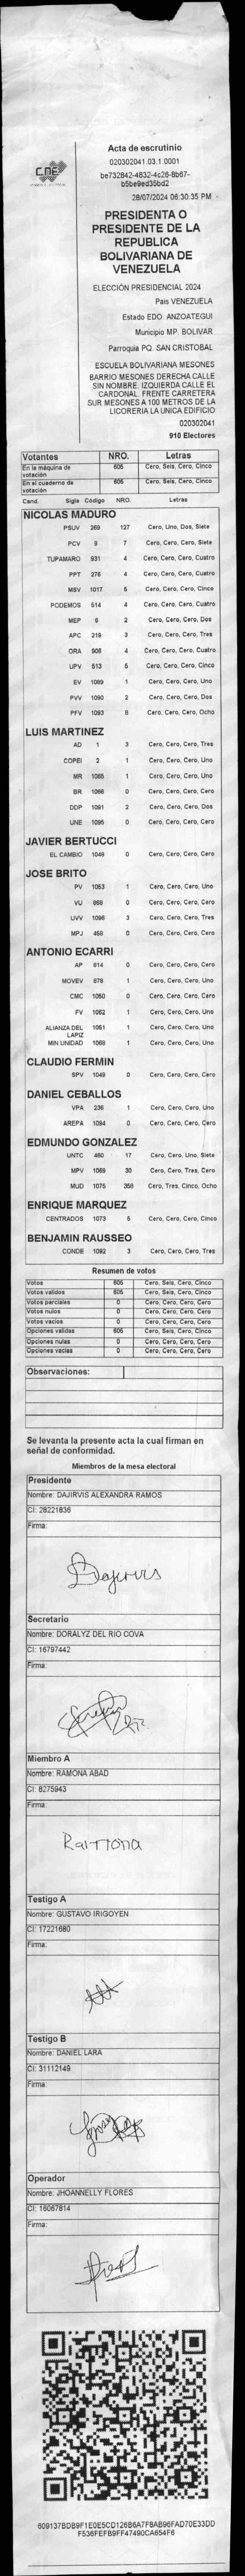 CNE
Acta de escrutinio
020302041.03.1.0001
be732842-4832-4c26-8b67-
b5be9ed35bd2
28/07/2024 06:30:35 PM
PRESIDENTA O
PRESIDENTE DE LA
REPUBLICA
BOLIVARIANA DE
VENEZUELA
ELECCIÓN PRESIDENCIAL 2024
Pais VENEZUELA
Estado EDO. ANZOATEGUI
Municipio MP. BOLIVAR
Parroquia PQ. SAN CRISTOBAL
ESCUELA BOLIVARIANA MESONES
BARRIO MESONES DERECHA CALLE
SIN NOMBRE. IZQUIERDA CALLE EL
CARDONAL. FRENTE CARRETERA
SUR MESONES A 100 METROS DE LA
LICORERIA LA UNICA EDIFICIO
020302041
910 Electores
Votantes NRO. Letras
En la máquina de votación 605 Cero, Seis, Cero, Cinco
En el cuaderno de votación 605 Cero, Seis, Cero, Cinco
Cand. Sigla Código NRO. Letras
NICOLAS MADURO
PSUV 269 127 Cero, Uno, Dos, Siete
PCV 9 7 Cero, Cero, Cero, Siete
TUPAMARO 931 4 Cero, Cero, Cero, Cuatro
PPT 276 4 Cero, Cero, Cero, Cuatro
MSV 1017 5 Cero, Cero, Cero, Cinco
PODEMOS 514 4 Cero, Cero, Cero, Cuatro
MEP 6 2 Cero, Cero, Cero, Dos
APC 219 3 Cero, Cero, Cero, Tres
ORA 906 4 Cero, Cero, Cero, Cuatro
UPV 513 5 Cero, Cero, Cero, Cinco
EV 1089 1 Cero, Cero, Cero, Uno
PVV 1090 2 Cero, Cero, Cero, Dos
PFV 1093 8 Cero, Cero, Cero, Ocho
LUIS MARTINEZ
AD 1 3 Cero, Cero, Cero, Tres
COPEI 2 1 Cero, Cero, Cero, Uno
MR 1065 1 Cero, Cero, Cero, Uno
BR 1066 0 Cero, Cero, Cero, Cero
DDP 1091 2 Cero, Cero, Cero, Dos
UNE 1095 0 Cero, Cero, Cero, Cero
JAVIER BERTUCCI
EL CAMBIO 1048 0 Cero, Cero, Cero, Cero
JOSE BRITO
PV 1053 1 Cero, Cero, Cero, Uno
VU 868 0 Cero, Cero, Cero, Cero
UVV 1096 3 Cero, Cero, Cero, Tres
MPJ 458 0 Cero, Cero, Cero, Cero
ANTONIO ECARRI
AP 614 0 Cero, Cero, Cero, Cero
MOVEV 878 1 Cero, Cero, Cero, Uno
CMC 1050 0 Cero, Cero, Cero, Cero
FV 1062 1 Cero, Cero, Cero, Uno
ALIANZA DEL LAPIZ 1051 1 Cero, Cero, Cero, Uno
MIN UNIDAD 1068 1 Cero, Cero, Cero, Uno
CLAUDIO FERMIN
SPV 1049 0 Cero, Cero, Cero, Cero
DANIEL CEBALLOS
VPA 236 1 Cero, Cero, Cero, Uno
AREPA 1094 0 Cero, Cero, Cero, Cero
EDMUNDO GONZALEZ
UNTC 460 17 Cero, Cero, Uno, Siete
MPV 1069 30 Cero, Cero, Tres, Cero
MUD 1075 358 Cero, Tres, Cinco, Ocho
ENRIQUE MARQUEZ
CENTRADOS 1073 5 Cero, Cero, Cero, Cinco
BENJAMIN RAUSSEO
CONDE 1092 3 Cero, Cero, Cero, Tres
Resumen de votos
Votos 605 Cero, Seis, Cero, Cinco
Votos validos 605 Cero, Seis, Cero, Cinco
Votos parciales 0 Cero, Cero, Cero, Cero
Votos nulos 0 Cero, Cero, Cero, Cero
Votos vacios 0 Cero, Cero, Cero, Cero
Opciones validas 605 Cero, Seis, Cero, Cinco
Opciones nulas 0 Cero, Cero, Cero, Cero
Opciones vacias 0 Cero, Cero, Cero, Cero
Observaciones:
Se levanta la presente acta la cual firman en
señal de conformidad.
Miembros de la mesa electoral
Presidente
Nombre: DAJIRVIS ALEXANDRA RAMOS
CI: 28221836
Firma:
Dajirvis
Secretario
Nombre: DORALYZ DEL RIO COVA
CI: 16797442
Firma:
Miembro A
Nombre: RAMONA ABAD
CI: 8275943
Firma:
Ramona
Testigo A
Nombre: GUSTAVO IRIGOYEN
CI: 17221680
Firma:
Testigo B
Nombre: DANIEL LARA
CI: 31112149
Firma:
Operador
Nombre: JHOANNELLY FLORES
CI: 16067814
Firma:
609137BDB9F1E0E5CD126B6A7F8AB96FAD70E33DD
F536FEFB9FF47490CA654F6